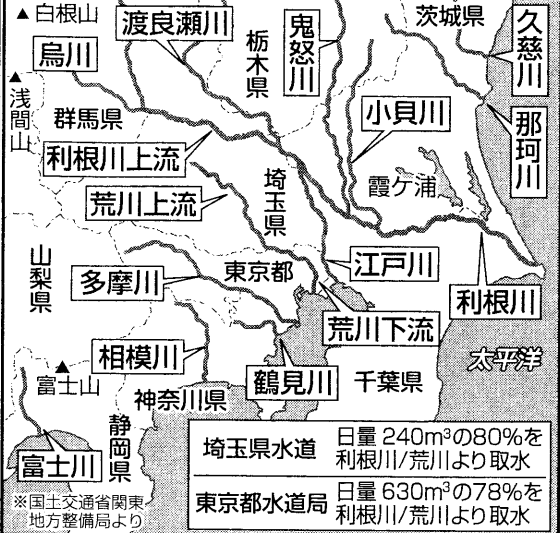 ▲白根山
渡良瀬川
鬼怒川
茨城県
久慈川
烏川
栃木県
▲浅間山
群馬県
小貝川
那珂川
利根川上流
霞ケ浦
荒川上流
埼玉県
山梨県
東京都
江戸川
多摩川
利根川
荒川下流
相模川
太平洋
▲富士山
鶴見川
千葉県
神奈川県
静岡県
富士川
埼玉県水道
日量240m³の80%を
利根川/荒川より取水
東京都水道局
日量630m³の78%を
利根川/荒川より取水
※国土交通省関東
地方整備局より